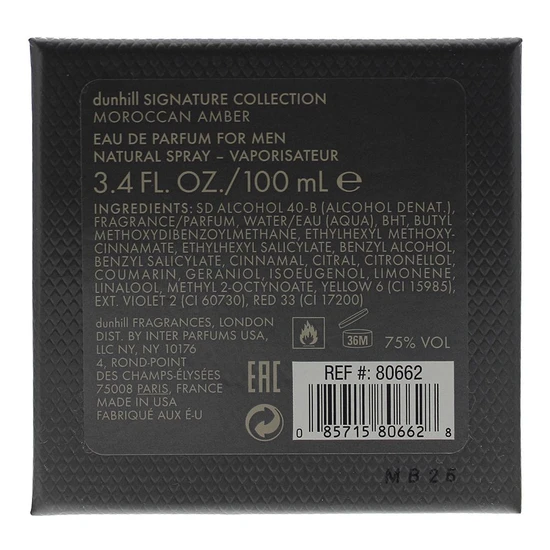 dunhill SIGNATURE COLLECTION
MOROCCAN AMBER
EAU DE PARFUM FOR MEN
NATURAL SPRAY – VAPORISATEUR
3.4 FL. OZ./100 mL ℮
INGREDIENTS: SD ALCOHOL 40-B (ALCOHOL DENAT.),
FRAGRANCE/PARFUM, WATER/EAU (AQUA), BHT, BUTYL
METHOXYDIBENZOYLMETHANE, ETHYLHEXYL METHOXY-
CINNAMATE, ETHYLHEXYL SALICYLATE, BENZYL ALCOHOL,
BENZYL SALICYLATE, CINNAMAL, CITRAL, CITRONELLOL,
COUMARIN, GERANIOL, ISOEUGENOL, LIMONENE,
LINALOOL, METHYL 2-OCTYNOATE, YELLOW 6 (CI 15985),
EXT. VIOLET 2 (CI 60730), RED 33 (CI 17200)
dunhill FRAGRANCES, LONDON
DIST. BY INTER PARFUMS USA,
LLC NY, NY, 10176
4, ROND-POINT
DES CHAMPS-ÉLYSÉES
75008 PARIS, FRANCE
MADE IN USA
FABRIQUÉ AUX É-U
36M
75% VOL
EAC
REF #: 80662
0 85715 80662 8
MB25